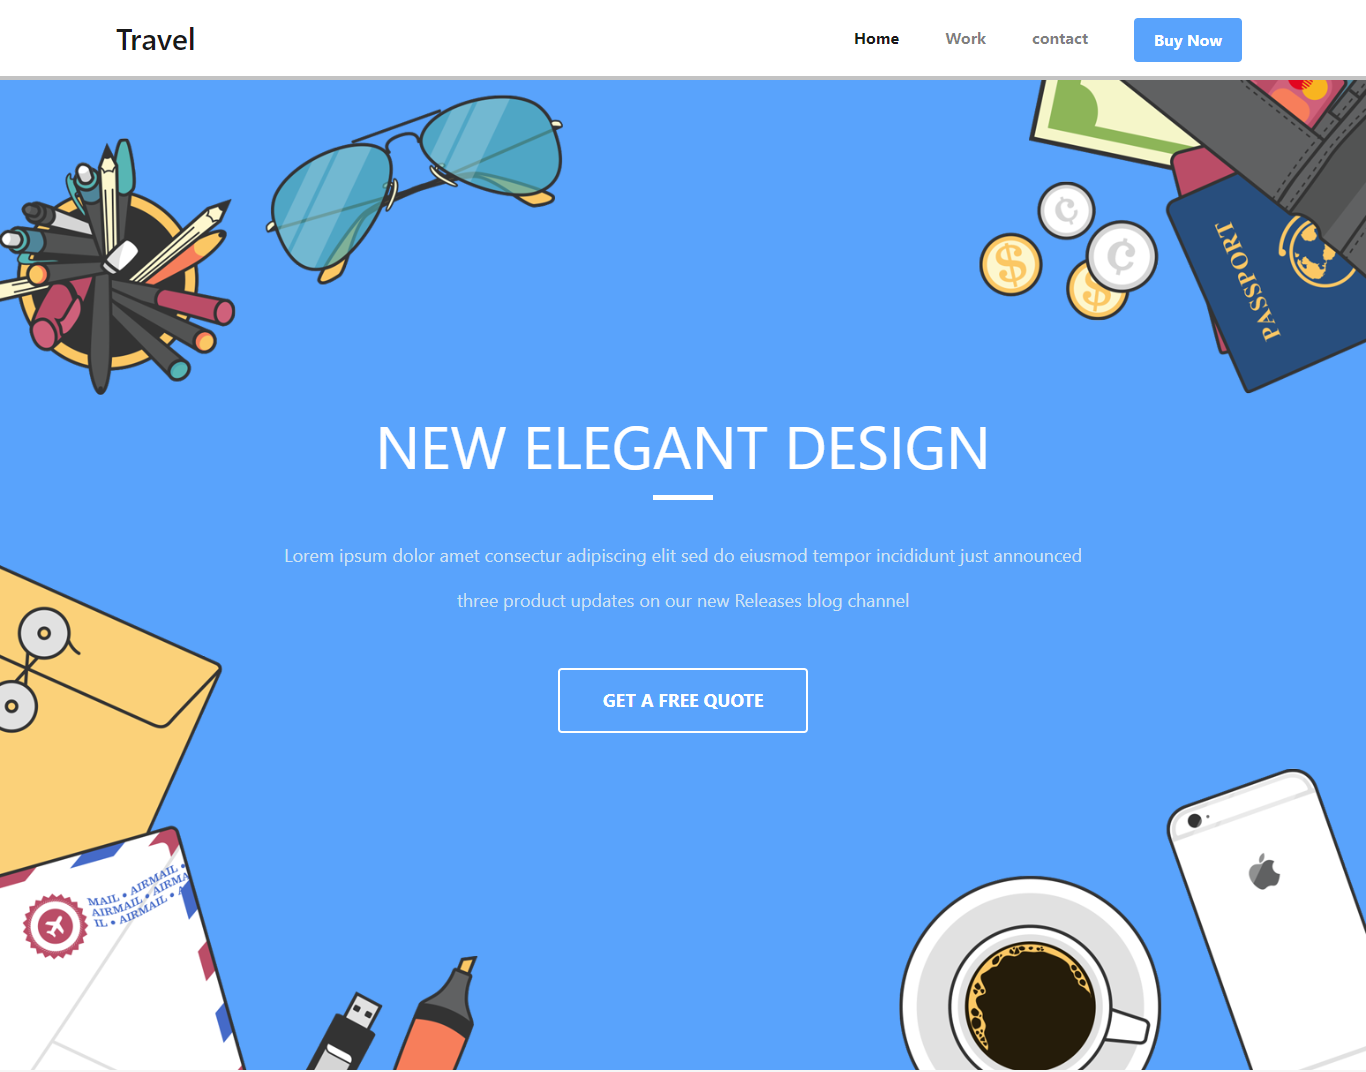 Travel
Home
Work
contact
Buy Now
PASSPORT
NEW ELEGANT DESIGN
Lorem ipsum dolor amet consectur adipiscing elit sed do eiusmod tempor incididunt just announced
three product updates on our new Releases blog channel
GET A FREE QUOTE
MAIL • AIRMAIL •
AIRMAIL • AIRMA
IL • AIRMAIL • A